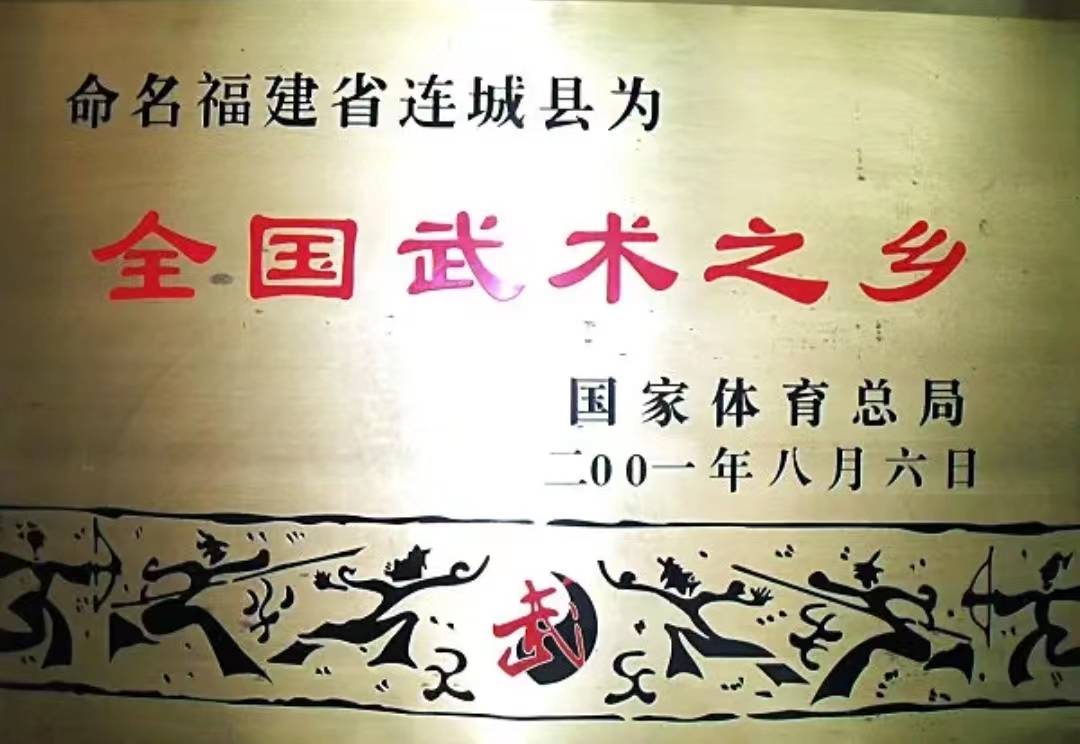 命名福建省连城县为
全国武术之乡
国家体育总局
二00一年八月六日
武